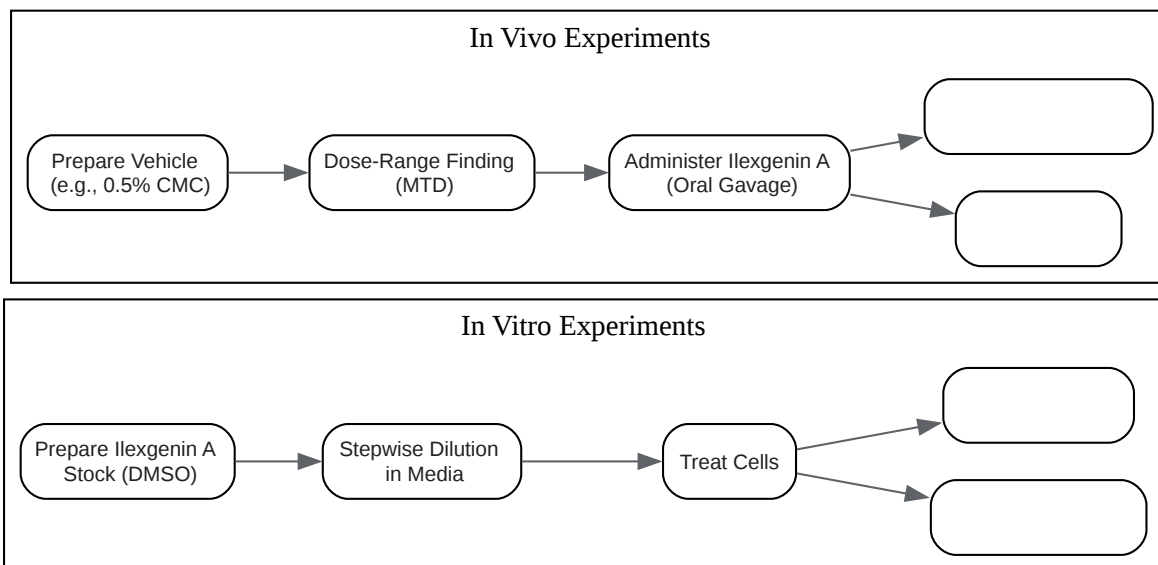 In Vivo Experiments
Prepare Vehicle
(e.g., 0.5% CMC)
Dose-Range Finding
(MTD)
Administer Ilexgenin A
(Oral Gavage)
In Vitro Experiments
Prepare Ilexgenin A
Stock (DMSO)
Stepwise Dilution
in Media
Treat Cells